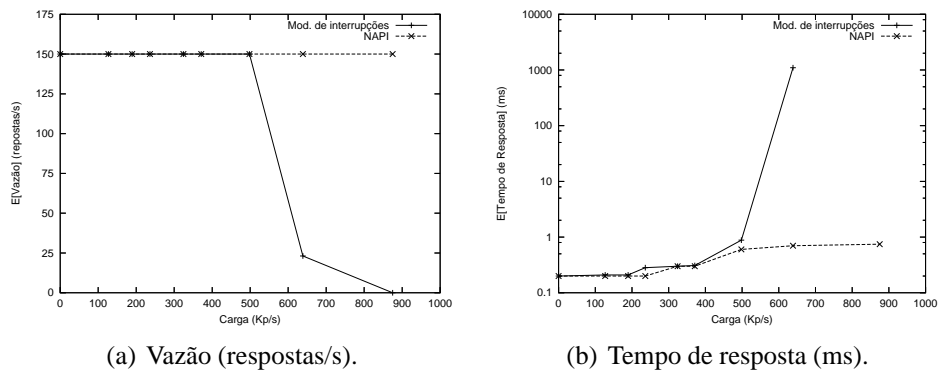 175
150
125
100
75
50
25
0
E[Vazão] (repostas/s)
Mod. de interrupções
NAPI
0 100 200 300 400 500 600 700 800 900 1000
Carga (Kp/s)
(a) Vazão (respostas/s).
10000
1000
100
10
1
0.1
E[Tempo de Resposta] (ms)
Mod. de interrupções
NAPI
0 100 200 300 400 500 600 700 800 900 1000
Carga (Kp/s)
(b) Tempo de resposta (ms).